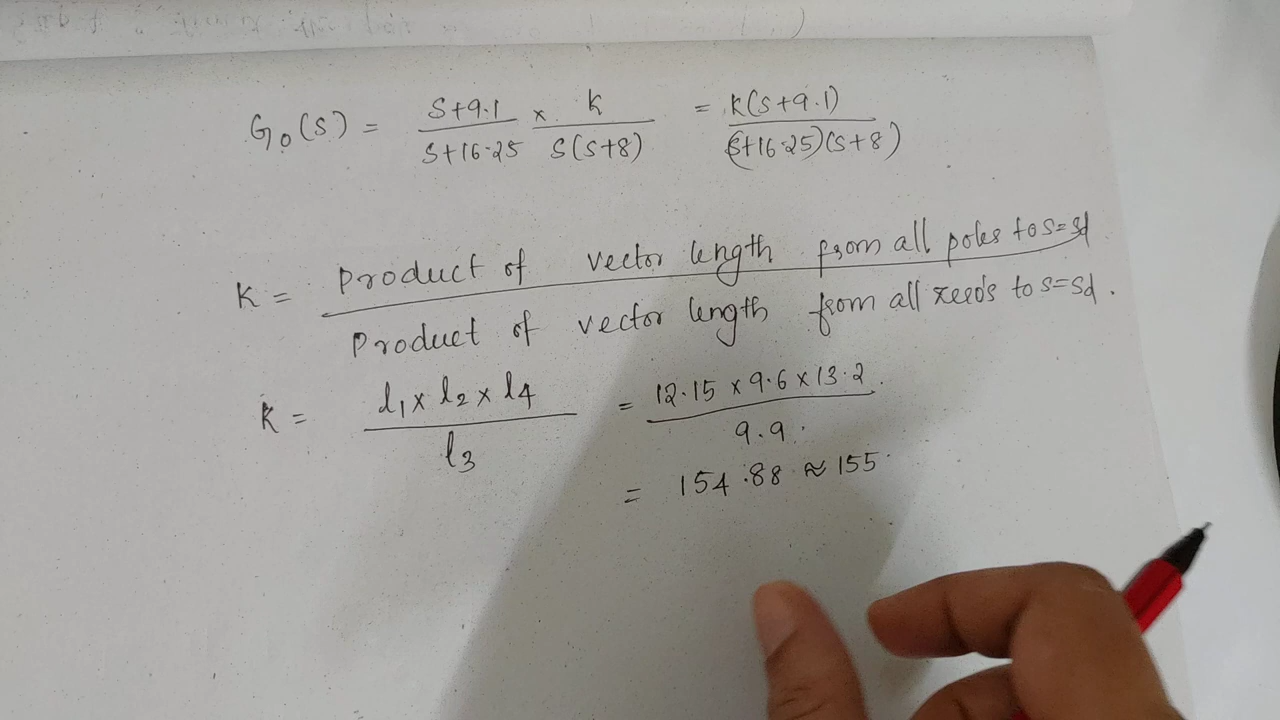 G₀(S) = S+9.1 / S+16.25 × K / S(S+8) = K(S+9.1) / (S+16.25)(S+8)
K = Product of vector length from all poles to S=Sd / Product of vector length from all zero's to S=Sd.
K = l₁ × l₂ × l₄ / l₃ = 12.15 × 9.6 × 13.2 / 9.9.
= 154.88 ≈ 155